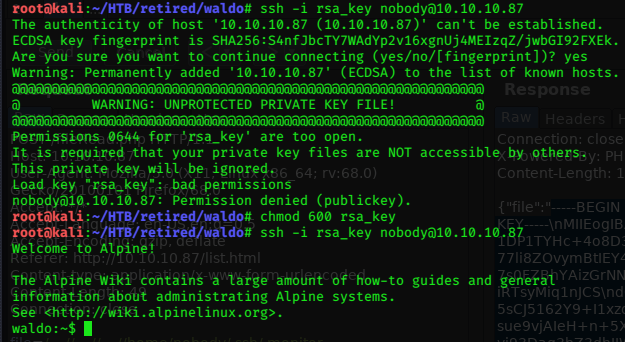 root@kali:~/HTB/retired/waldo# ssh -i rsa_key nobody@10.10.10.87
The authenticity of host '10.10.10.87 (10.10.10.87)' can't be established.
ECDSA key fingerprint is SHA256:S4nfJbcTY7WAdYp2v16xgnUj4MEIzqZ/jwbGI92FXEk.
Are you sure you want to continue connecting (yes/no/[fingerprint])? yes
Warning: Permanently added '10.10.10.87' (ECDSA) to the list of known hosts.
@@@@@@@@@@@@@@@@@@@@@@@@@@@@@@@@@@@@@@@@@@@@@@@@@@@@@@@@@@@
@ WARNING: UNPROTECTED PRIVATE KEY FILE! @
@@@@@@@@@@@@@@@@@@@@@@@@@@@@@@@@@@@@@@@@@@@@@@@@@@@@@@@@@@@
Permissions 0644 for 'rsa_key' are too open.
It is required that your private key files are NOT accessible by others.
This private key will be ignored.
Load key "rsa_key": bad permissions
nobody@10.10.10.87: Permission denied (publickey).
root@kali:~/HTB/retired/waldo# chmod 600 rsa_key
root@kali:~/HTB/retired/waldo# ssh -i rsa_key nobody@10.10.10.87
Welcome to Alpine!
The Alpine Wiki contains a large amount of how-to guides and general
information about administrating Alpine systems.
See <http://wiki.alpinelinux.org>.
waldo:~$
Response
Raw Headers
Connection: close
Content-Length: 1
{"file":"-----BEGIN
Referer: http://10.10.10.87/list.html